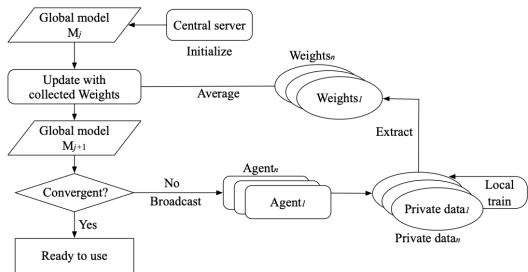 Global model
Mj
Central server
Initialize
Update with
collected Weights
Average
Weightsn
Weights1
Global model
Mj+1
Extract
Convergent?
No
Broadcast
Agentn
Agent1
Local
train
Private data1
Private datan
Yes
Ready to use